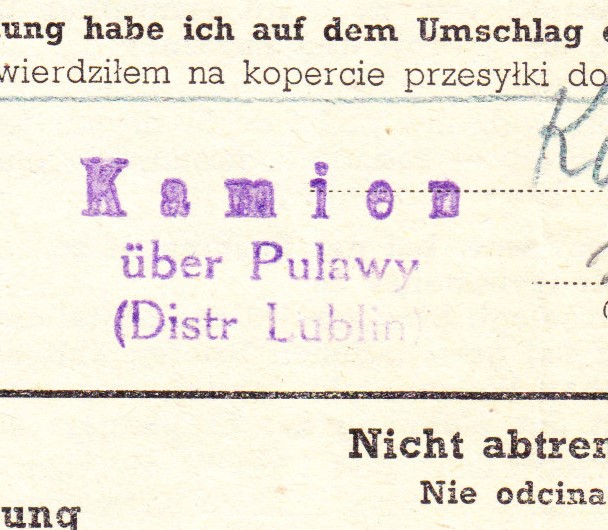 ung habe ich auf dem Umschlag
wierdziłem na kopercie przesyłki do
Kamien
über Pulawy
(Distr Lublin)
Nicht abtren
Nie odcina
ung